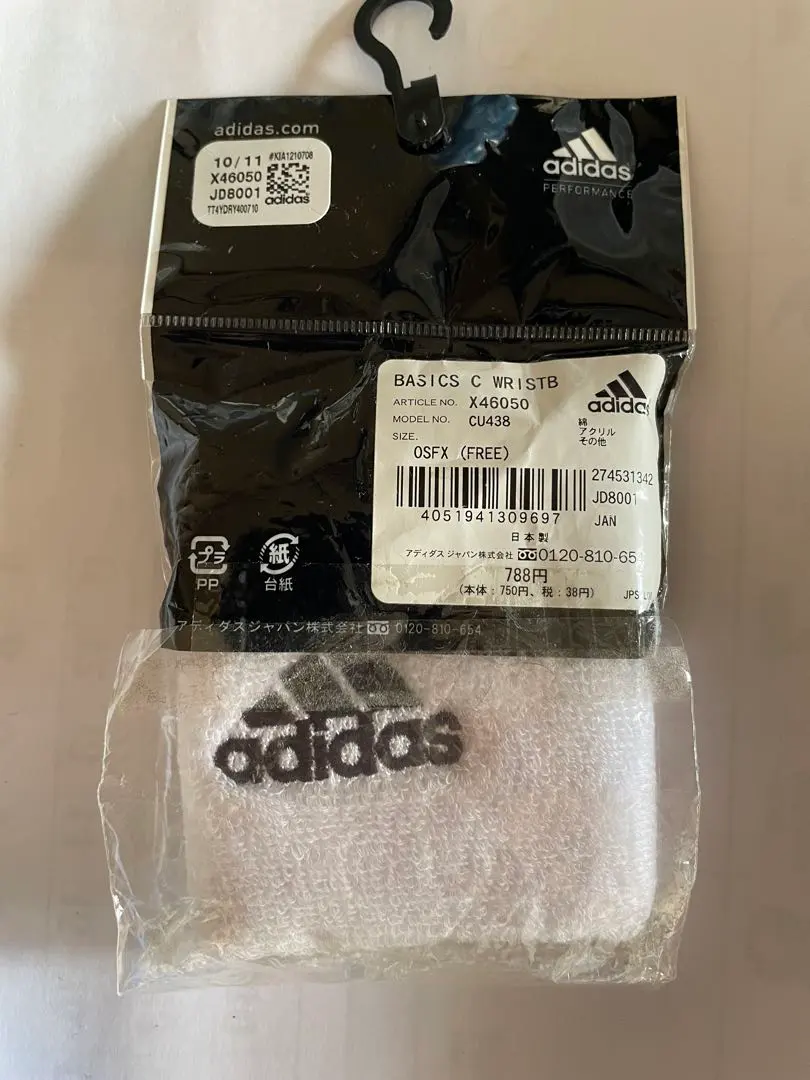 adidas.com
10/11 #KIA1210708
X46050
JD8001
TT4YDRY400710
adidas
adidas
PERFORMANCE
BASICS C WRISTB
ARTICLE NO. X46050
MODEL NO. CU438
SIZE.
OSFX (FREE)
adidas
綿
アクリル
その他
274531342
JD8001
4051941309697
JAN
日本製
アディダス ジャパン株式会社 0120-810-65
788円
(本体:750円、税:38円)
JPS
プラ
PP
紙
台紙
アディダスジャパン株式会社 0120-810-654
adidas